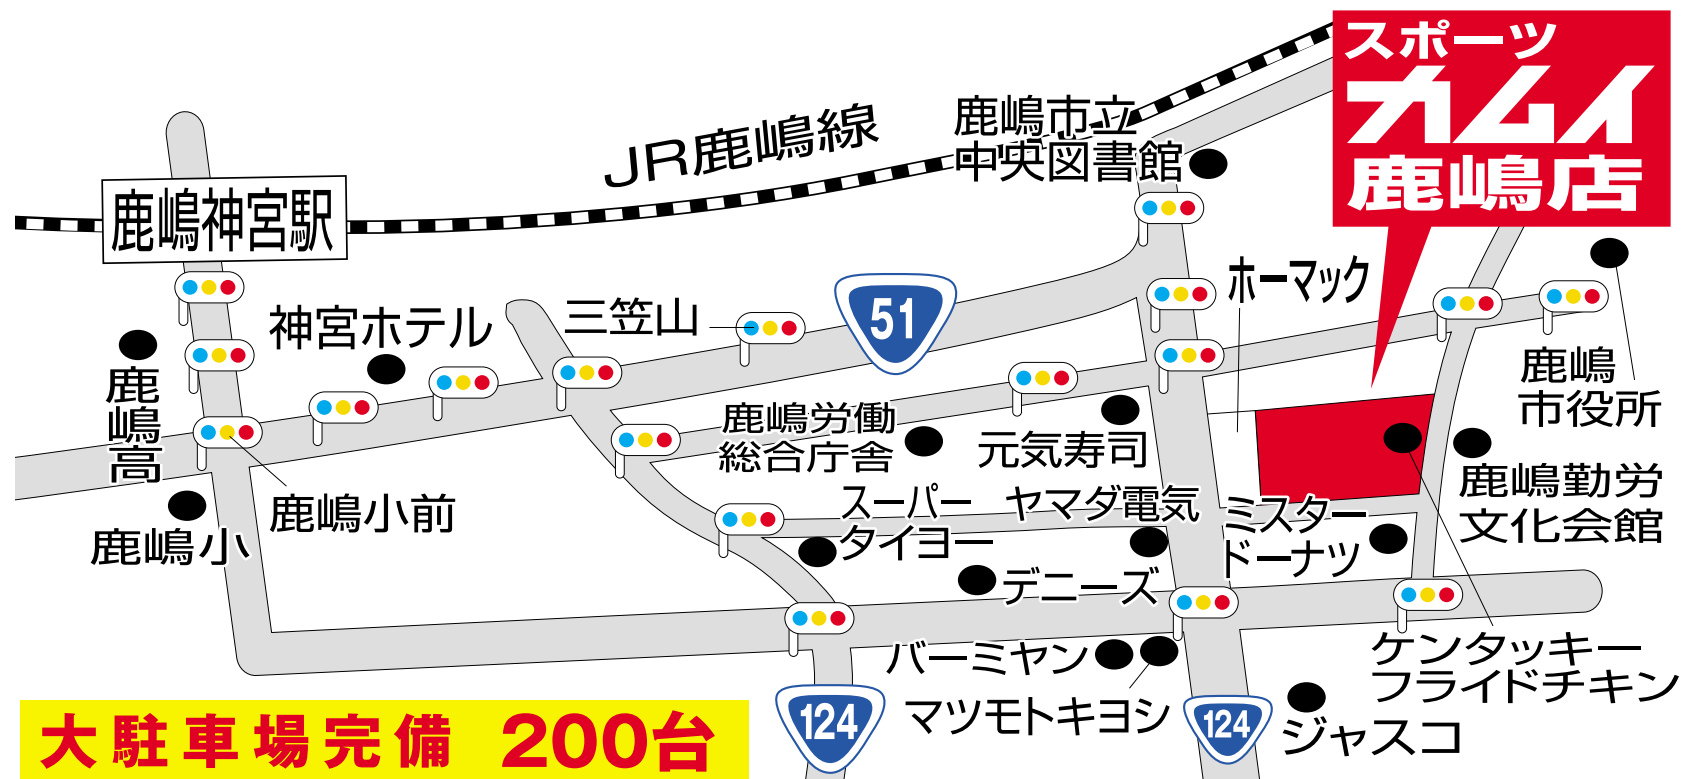 スポーツ
オムイ
鹿嶋店
JR鹿嶋線
鹿嶋市立
中央図書館
鹿嶋神宮駅
ホーマック
51
三笠山
神宮ホテル
鹿嶋高
鹿嶋
市役所
鹿嶋労働
総合庁舎
元気寿司
鹿嶋勤労
文化会館
鹿嶋小前
鹿嶋小
スーパー
タイヨー
ヤマダ電気
ミスター
ドーナツ
デニーズ
バーミヤン
マツモトキヨシ
ケンタッキー
フライドチキン
124
124
ジャスコ
大駐車場完備 200台